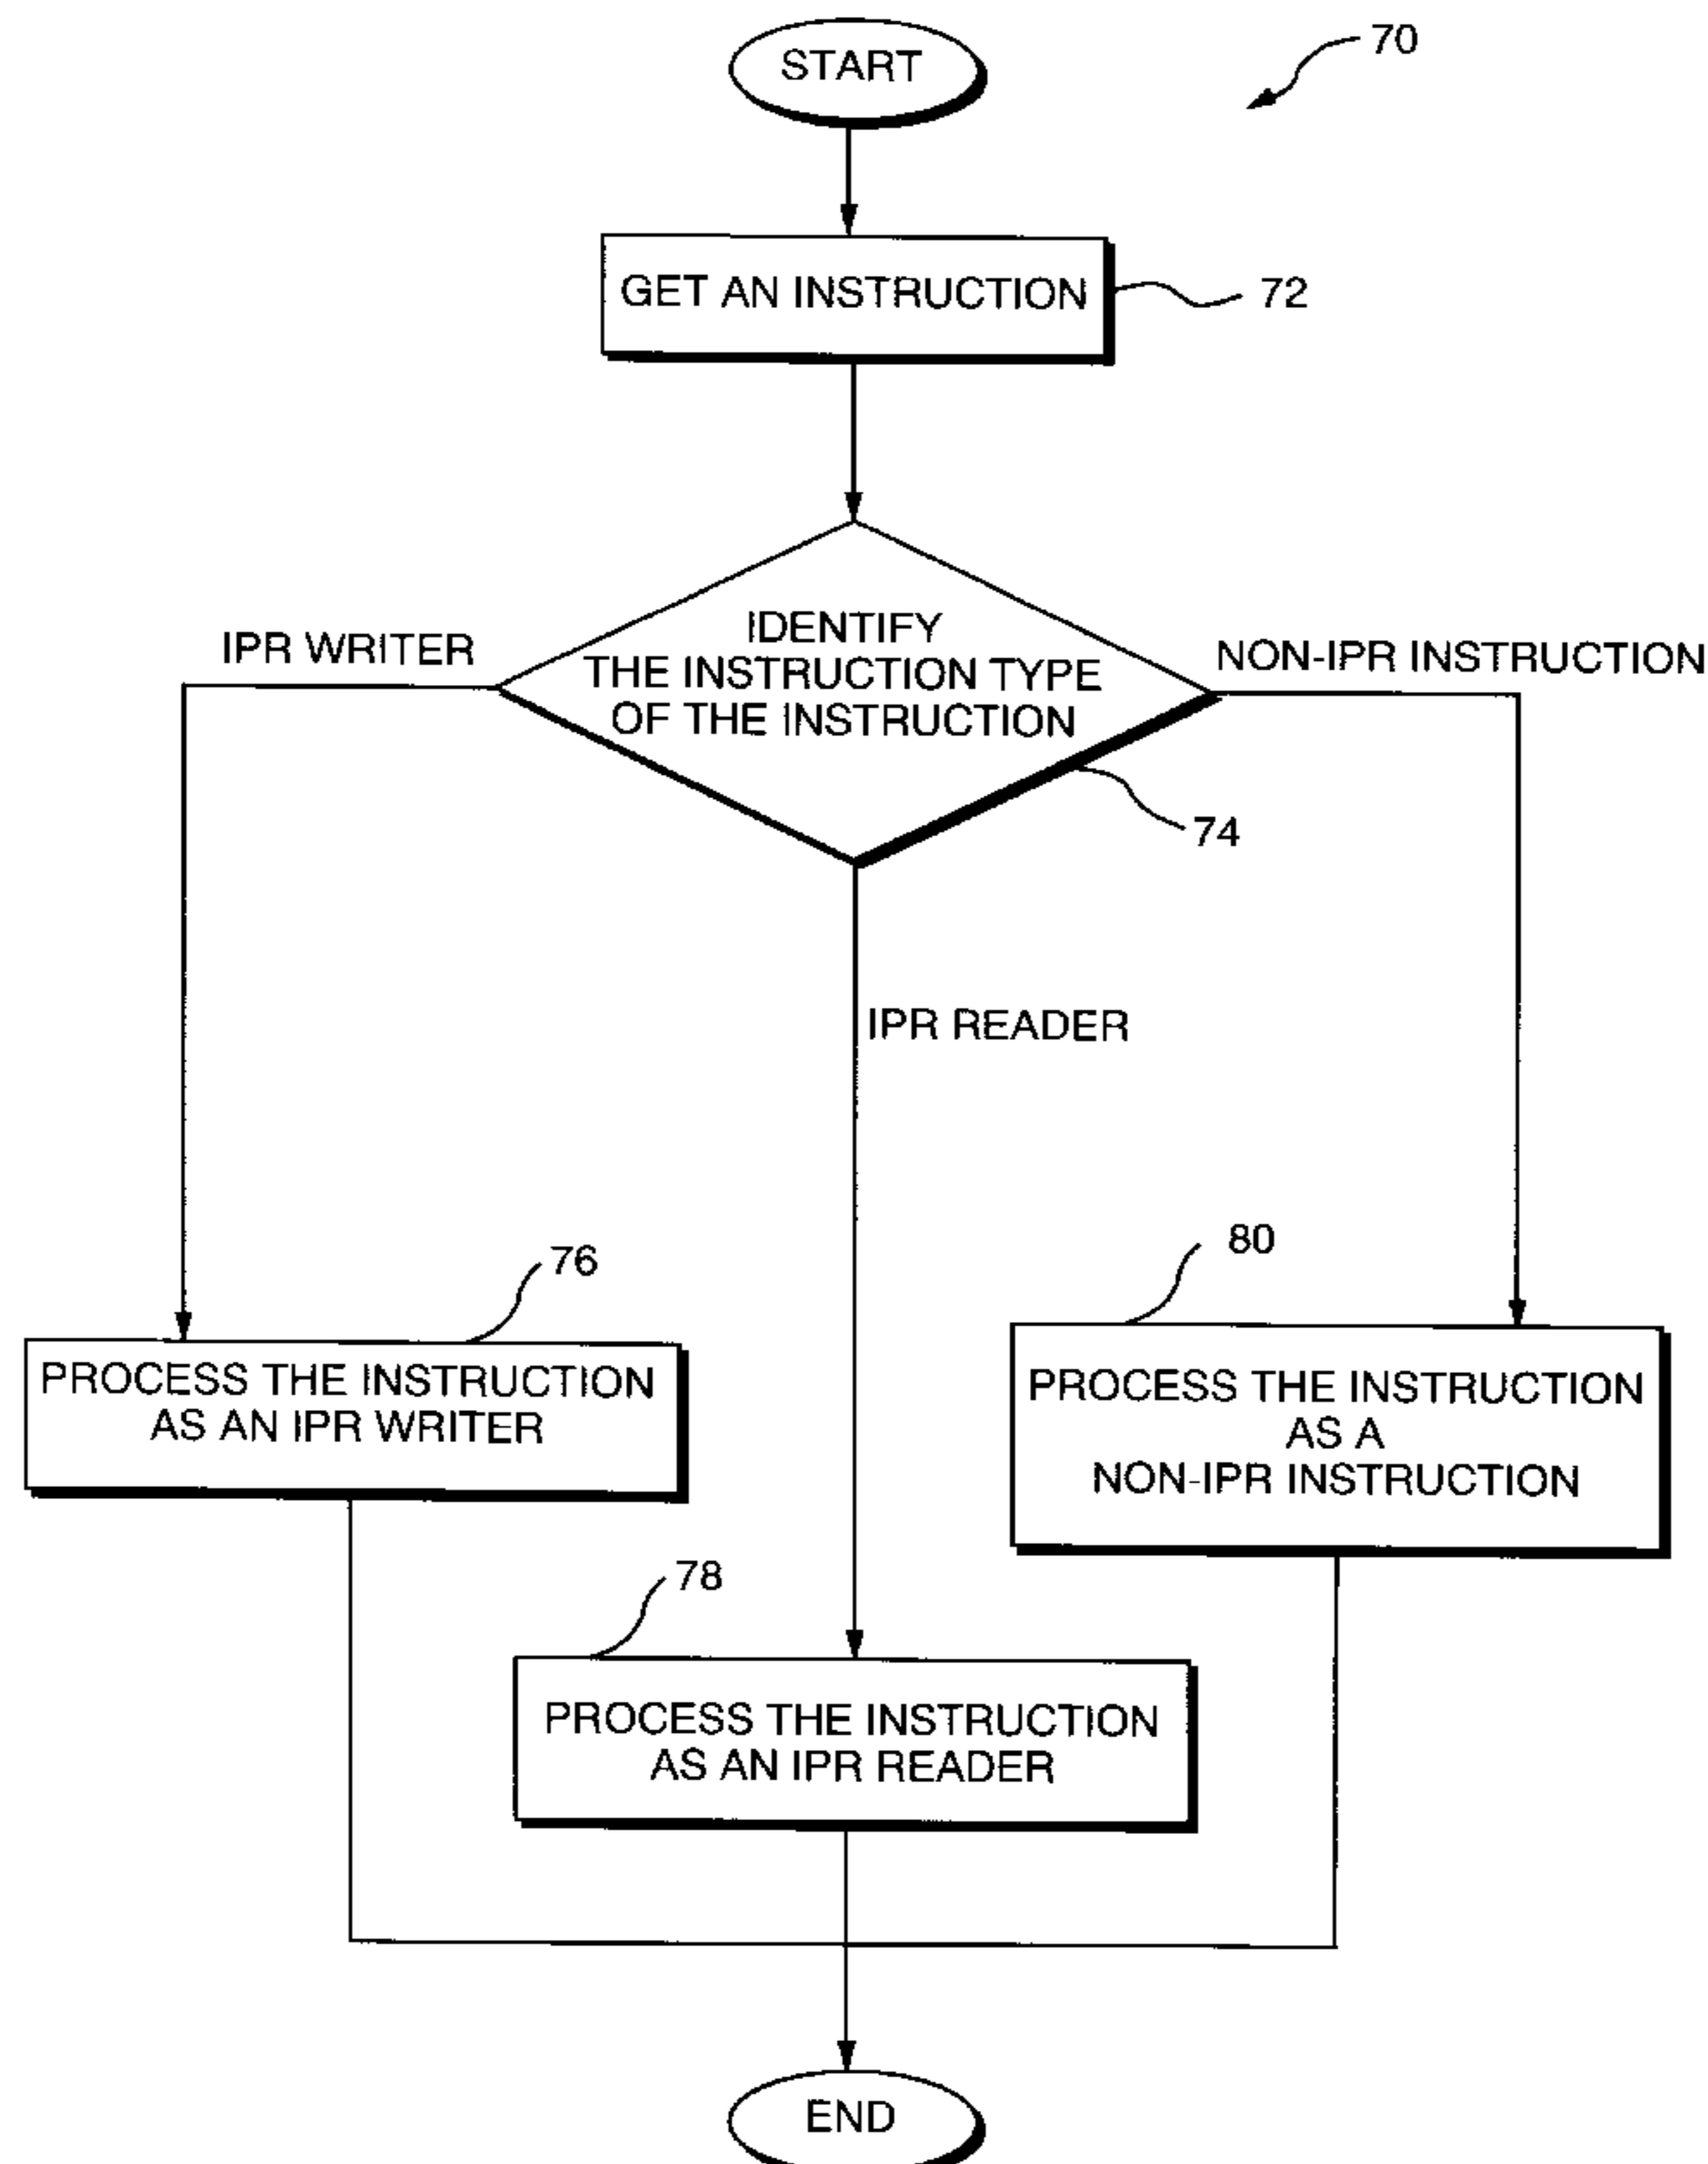 START
70
GET AN INSTRUCTION
72
IDENTIFY
THE INSTRUCTION TYPE
OF THE INSTRUCTION
IPR WRITER
NON-IPR INSTRUCTION
74
IPR READER
76
80
PROCESS THE INSTRUCTION
AS AN IPR WRITER
PROCESS THE INSTRUCTION
AS A
NON-IPR INSTRUCTION
78
PROCESS THE INSTRUCTION
AS AN IPR READER
END